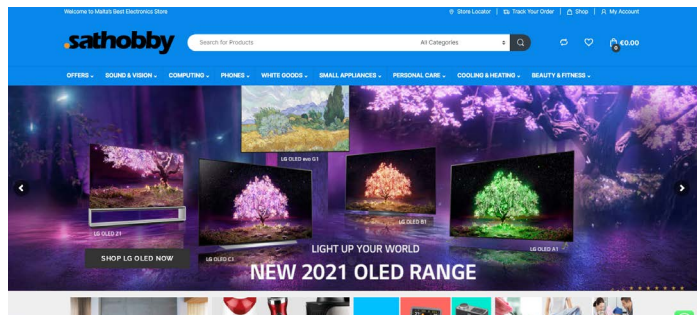 Welcome to Malta's Best Electronics Store
Store Locator | Track Your Order | Shop | My Account
.sathobby
Search for Products
All Categories
0
€0.00
OFFERS
SOUND & VISION
COMPUTING
PHONES
WHITE GOODS
SMALL APPLIANCES
PERSONAL CARE
COOLING & HEATING
BEAUTY & FITNESS
LG OLED evo G1
LG OLED Z1
LG OLED C1
LG OLED B1
LG OLED A1
SHOP LG OLED NOW
LIGHT UP YOUR WORLD
NEW 2021 OLED RANGE